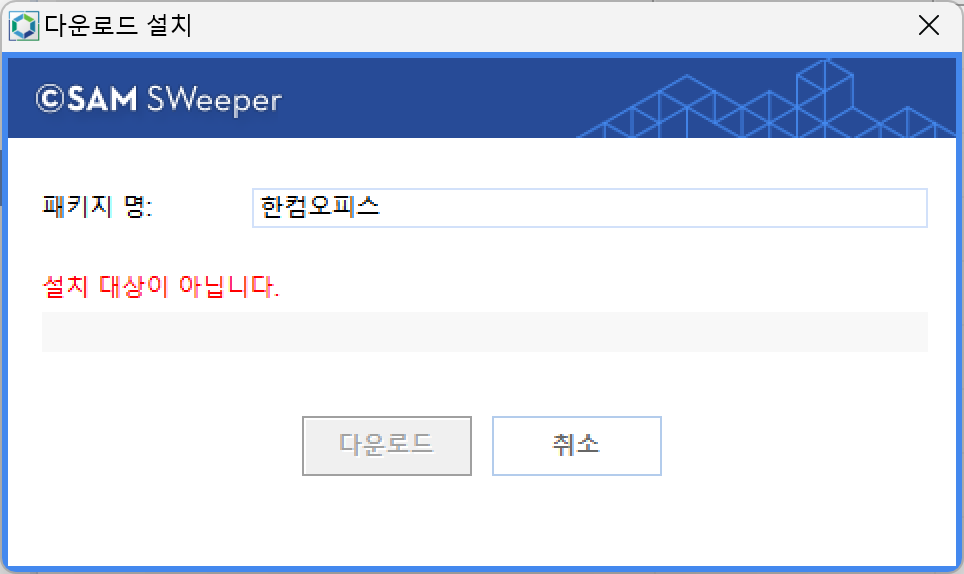 다운로드 설치
©SAM SWeeper
패키지 명:
한컴오피스
설치 대상이 아닙니다.
다운로드
취소